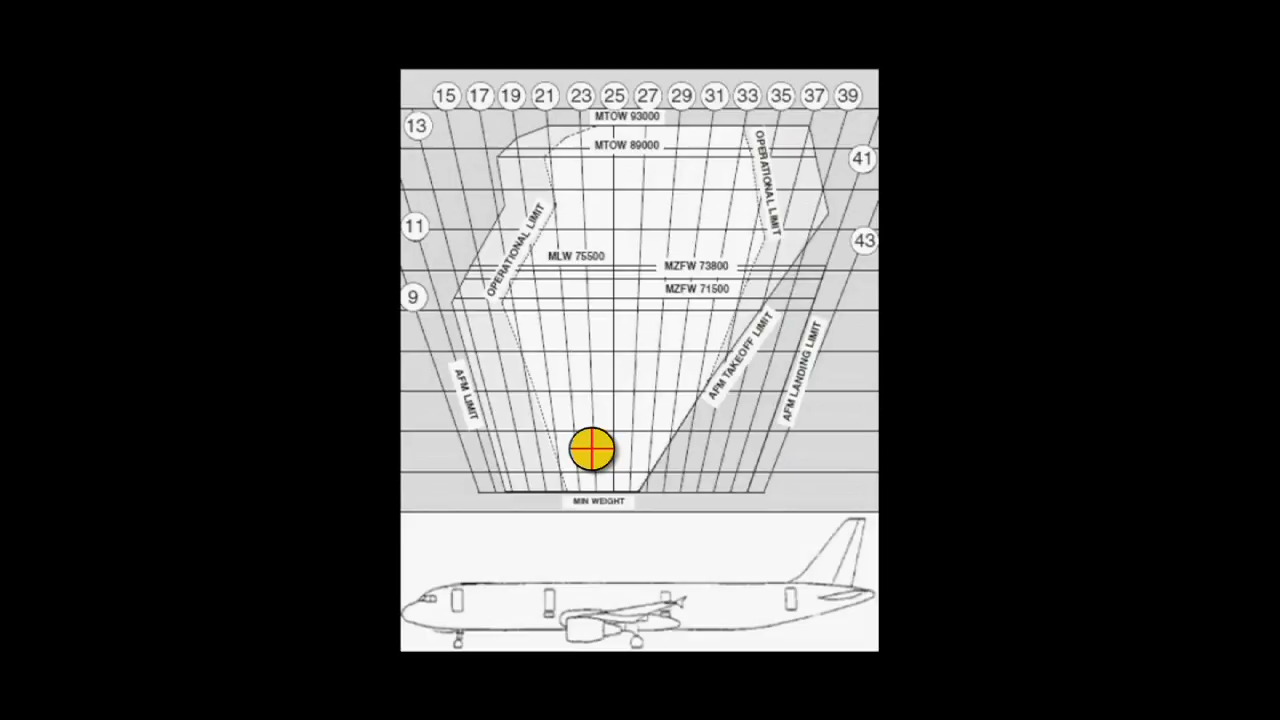 15 17 19 21 23 25 27 29 31 33 35 37 39
MTOW 93000
13
MTOW 89000
OPERATIONAL LIMIT
41
11
OPERATIONAL LIMIT
43
MLW 75500
MZFW 73800
MZFW 71500
9
AFM LIMIT
AFM TAKEOFF LIMIT
AFM LANDING LIMIT
MIN WEIGHT